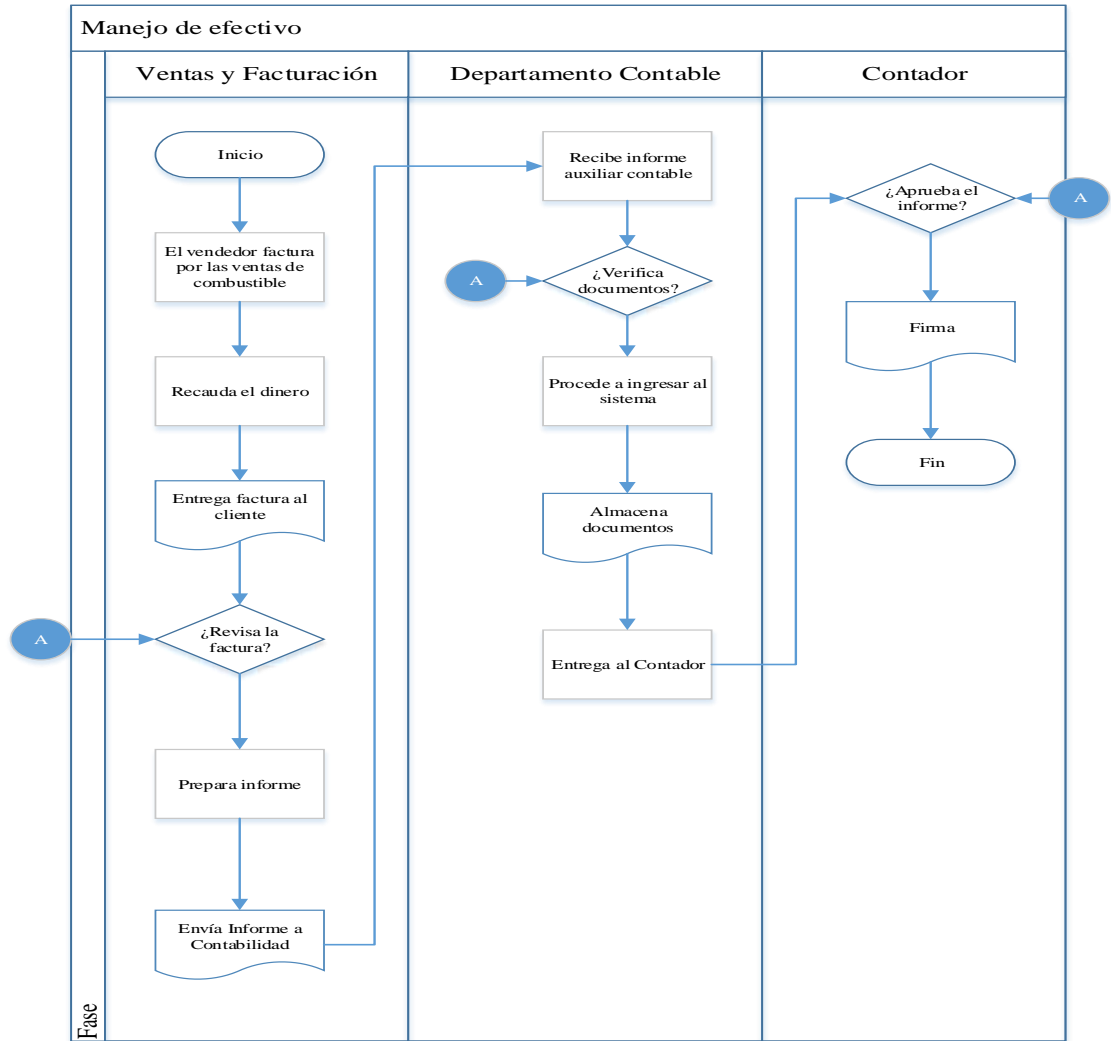 Manejo de efectivo
Fase
Ventas y Facturación
Departamento Contable
Contador
Inicio
El vendedor factura
por las ventas de
combustible
Recauda el dinero
Entrega factura al
cliente
A
¿Revisa la
factura?
Prepara informe
Envía Informe a
Contabilidad
Recibe informe
auxiliar contable
A
¿Verifica
documentos?
Procede a ingresar al
sistema
Almacena
documentos
Entrega al Contador
¿Aprueba el
informe?
A
Firma
Fin